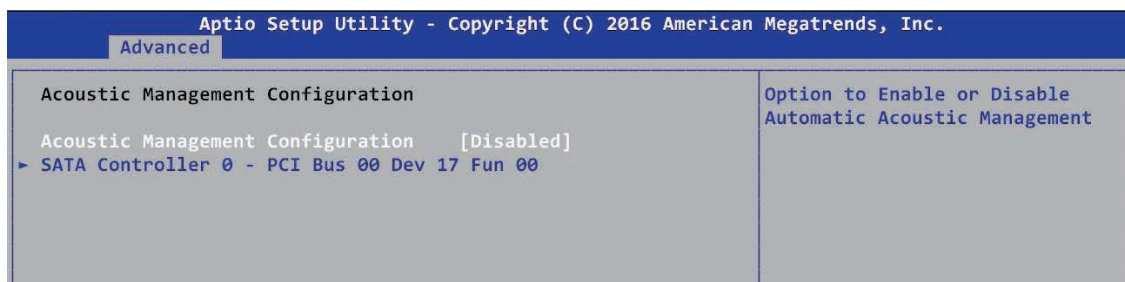 Aptio Setup Utility - Copyright (C) 2016 American Megatrends, Inc.
Advanced
Acoustic Management Configuration
Option to Enable or Disable
Automatic Acoustic Management
Acoustic Management Configuration [Disabled]
► SATA Controller 0 - PCI Bus 00 Dev 17 Fun 00